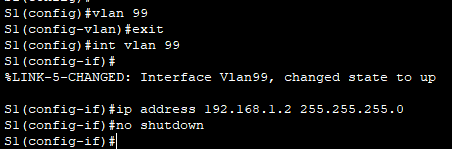 S1(config)#vlan 99
S1(config-vlan)#exit
S1(config)#int vlan 99
S1(config-if)#
%LINK-5-CHANGED: Interface Vlan99, changed state to up
S1(config-if)#ip address 192.168.1.2 255.255.255.0
S1(config-if)#no shutdown
S1(config-if)#